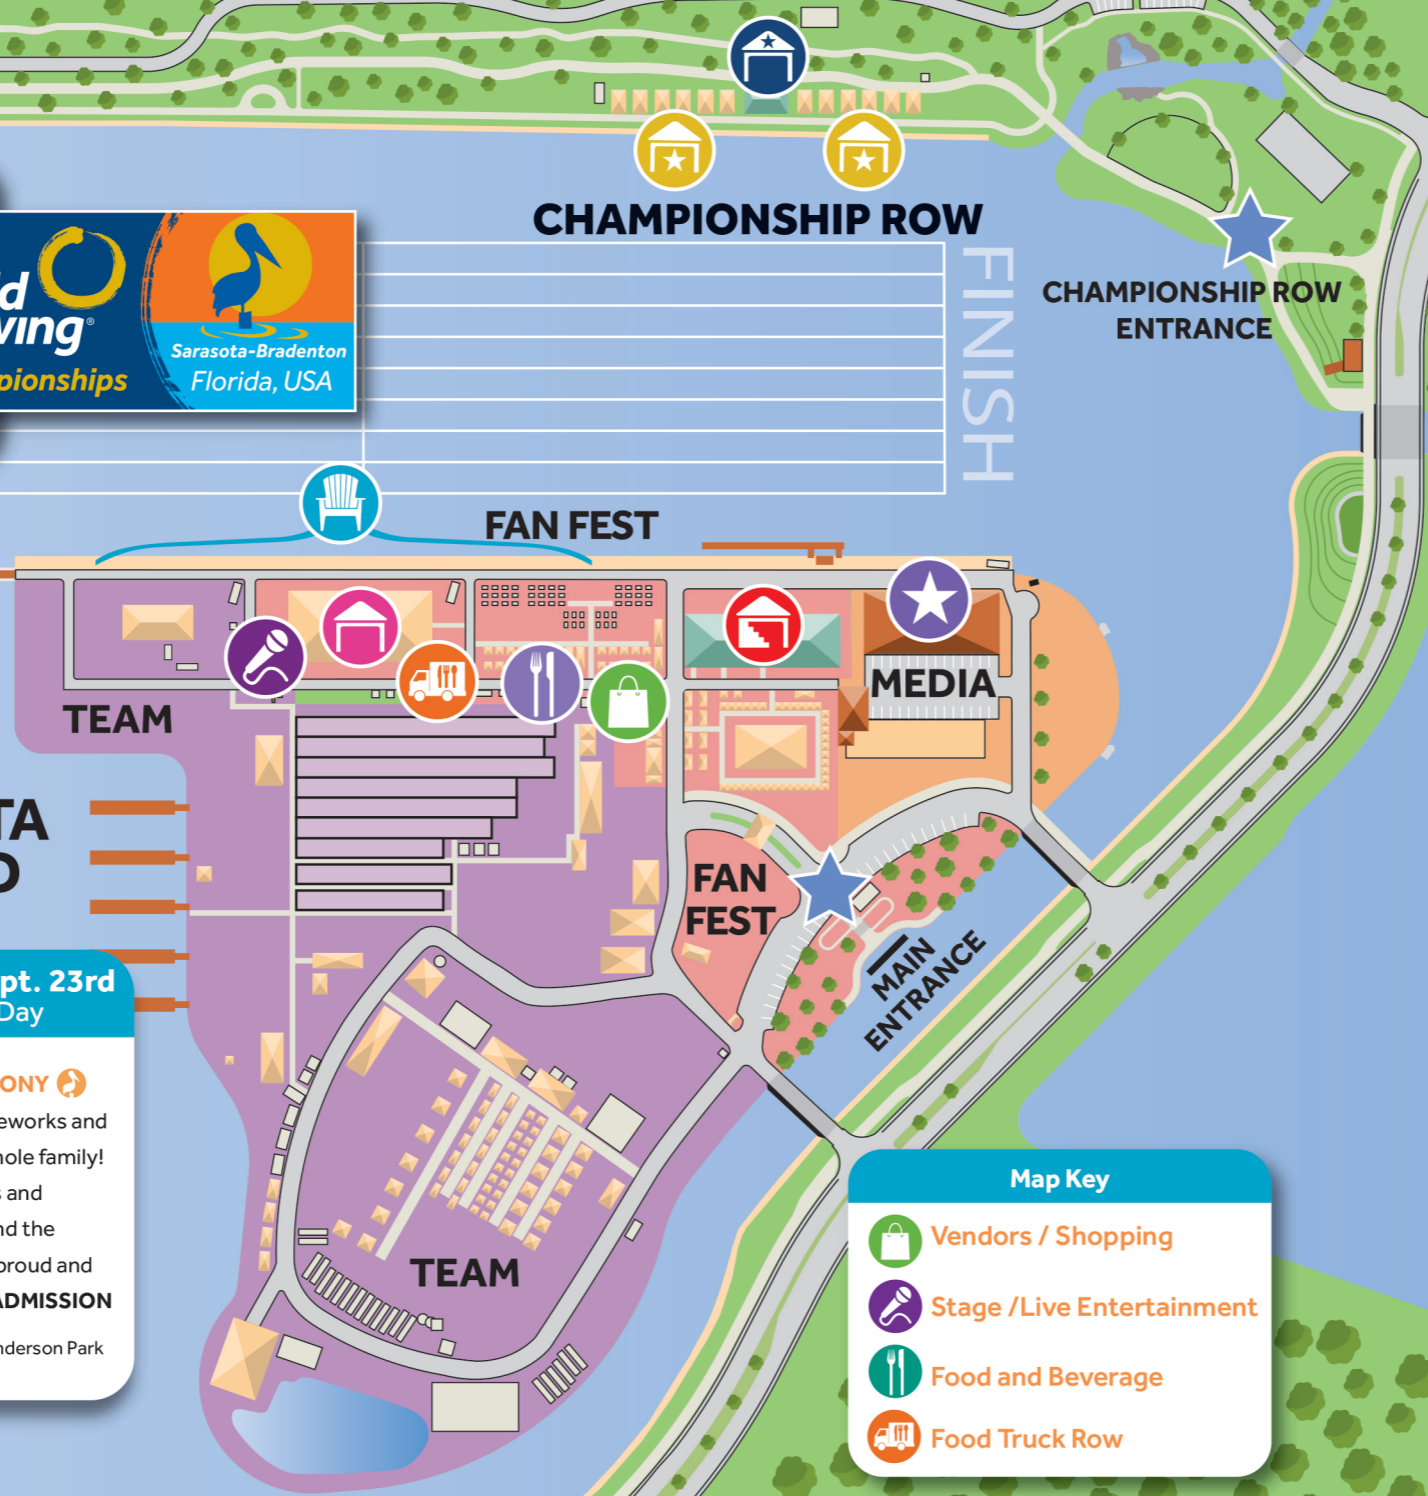 CHAMPIONSHIP ROW
FINISH
CHAMPIONSHIP ROW
ENTRANCE
d
wing®
pionships
Sarasota-Bradenton
Florida, USA
FAN FEST
MEDIA
TEAM
TA
O
FAN
FEST
MAIN
ENTRANCE
TEAM
pt. 23rd
Day
ONY
eworks and
hole family!
s and
nd the
proud and
ADMISSION
nderson Park
Map Key
Vendors / Shopping
Stage /Live Entertainment
Food and Beverage
Food Truck Row